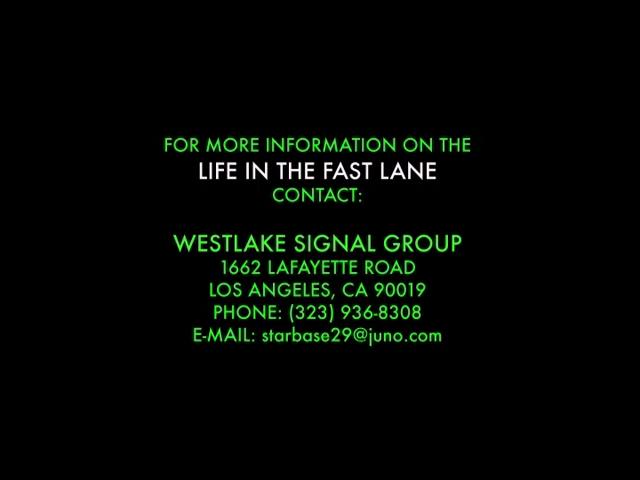 FOR MORE INFORMATION ON THE
LIFE IN THE FAST LANE
CONTACT:
WESTLAKE SIGNAL GROUP
1662 LAFAYETTE ROAD
LOS ANGELES, CA 90019
PHONE: (323) 936-8308
E-MAIL: starbase29@juno.com